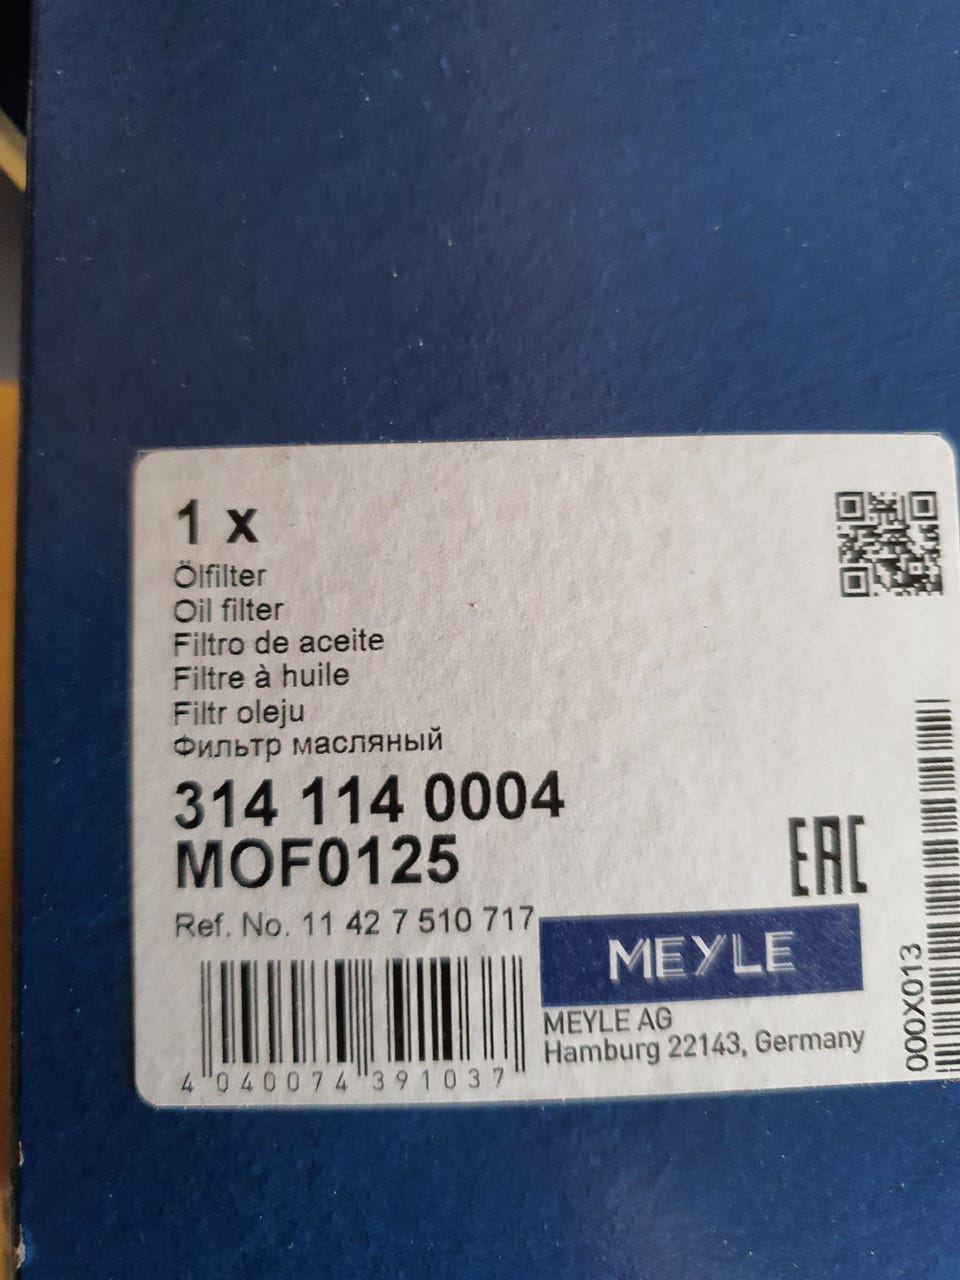 1 x
Ölfilter
Oil filter
Filtro de aceite
Filtre à huile
Filtr oleju
Фильтр масляный
314 114 0004
MOF0125
Ref. No. 11 42 7 510 717
4 040074 391037
EAC
MEYLE
MEYLE AG
Hamburg 22143, Germany
000X013